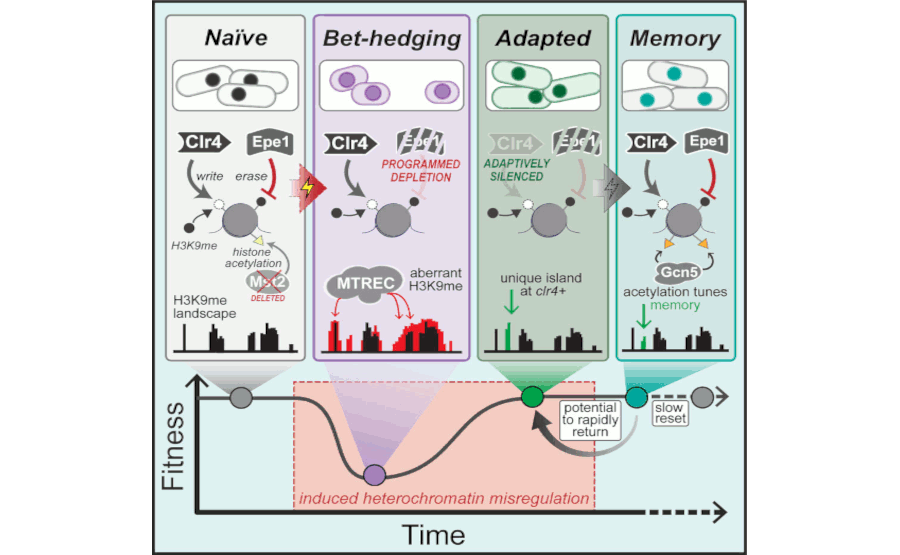 Naïve
Clr4
Epe1
write
erase
H3K9me
histone
acetylation
Mst2
DELETED
H3K9me
landscape
Bet-hedging
Clr4
Epe1
PROGRAMMED
DEPLETION
MTREC
aberrant
H3K9me
Adapted
Clr4
Epe1
ADAPTIVELY
SILENCED
unique island
at clr4+
Memory
Clr4
Epe1
Gcn5
acetylation tunes
memory
Fitness
potential
to rapidly
return
slow
reset
induced heterochromatin misregulation
Time